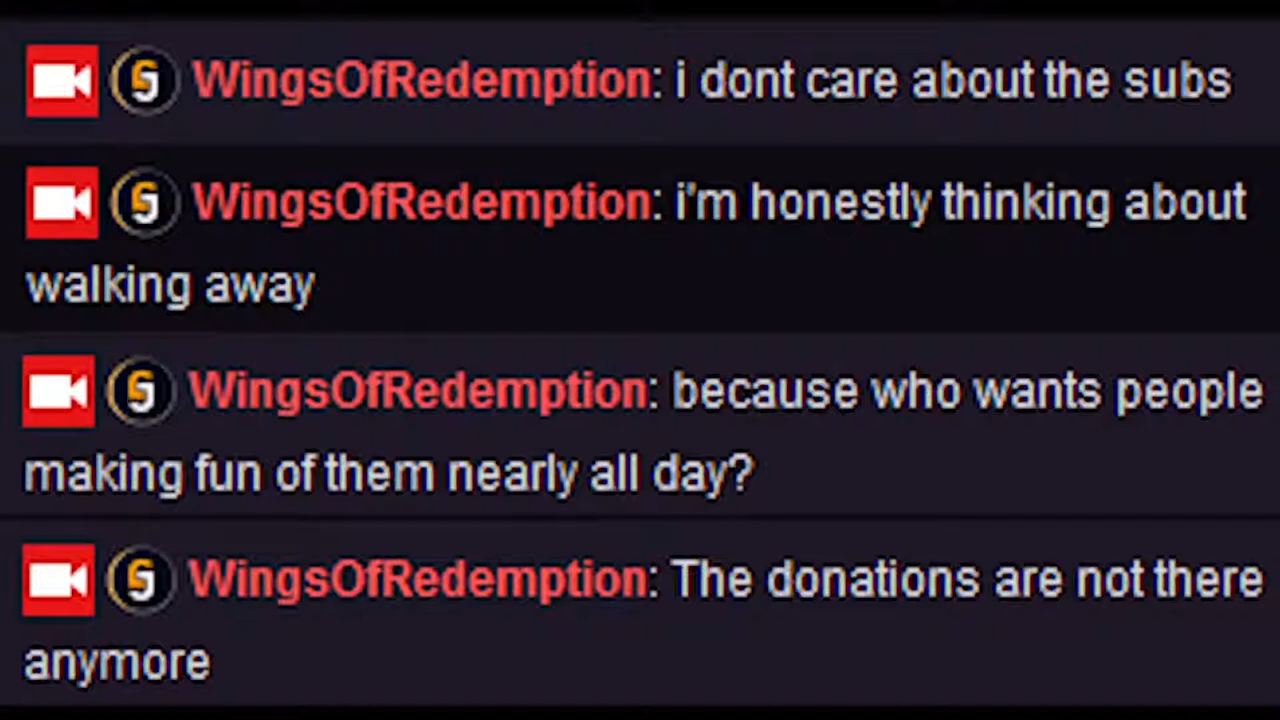 WingsOfRedemption: i dont care about the subs
WingsOfRedemption: i'm honestly thinking about
walking away
WingsOfRedemption: because who wants people
making fun of them nearly all day?
WingsOfRedemption: The donations are not there
anymore